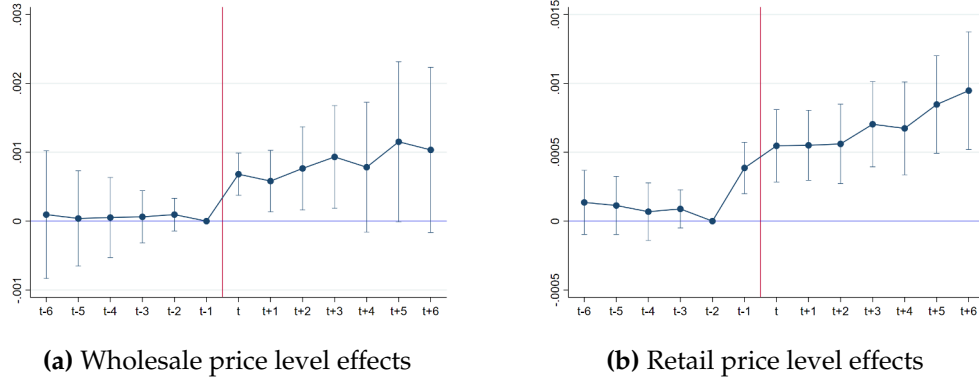 .003
.002
.001
0
-.001
t-6 t-5 t-4 t-3 t-2 t-1 t t+1 t+2 t+3 t+4 t+5 t+6
(a) Wholesale price level effects
.0015
.001
.0005
0
-.0005
t-6 t-5 t-4 t-3 t-2 t-1 t t+1 t+2 t+3 t+4 t+5 t+6
(b) Retail price level effects